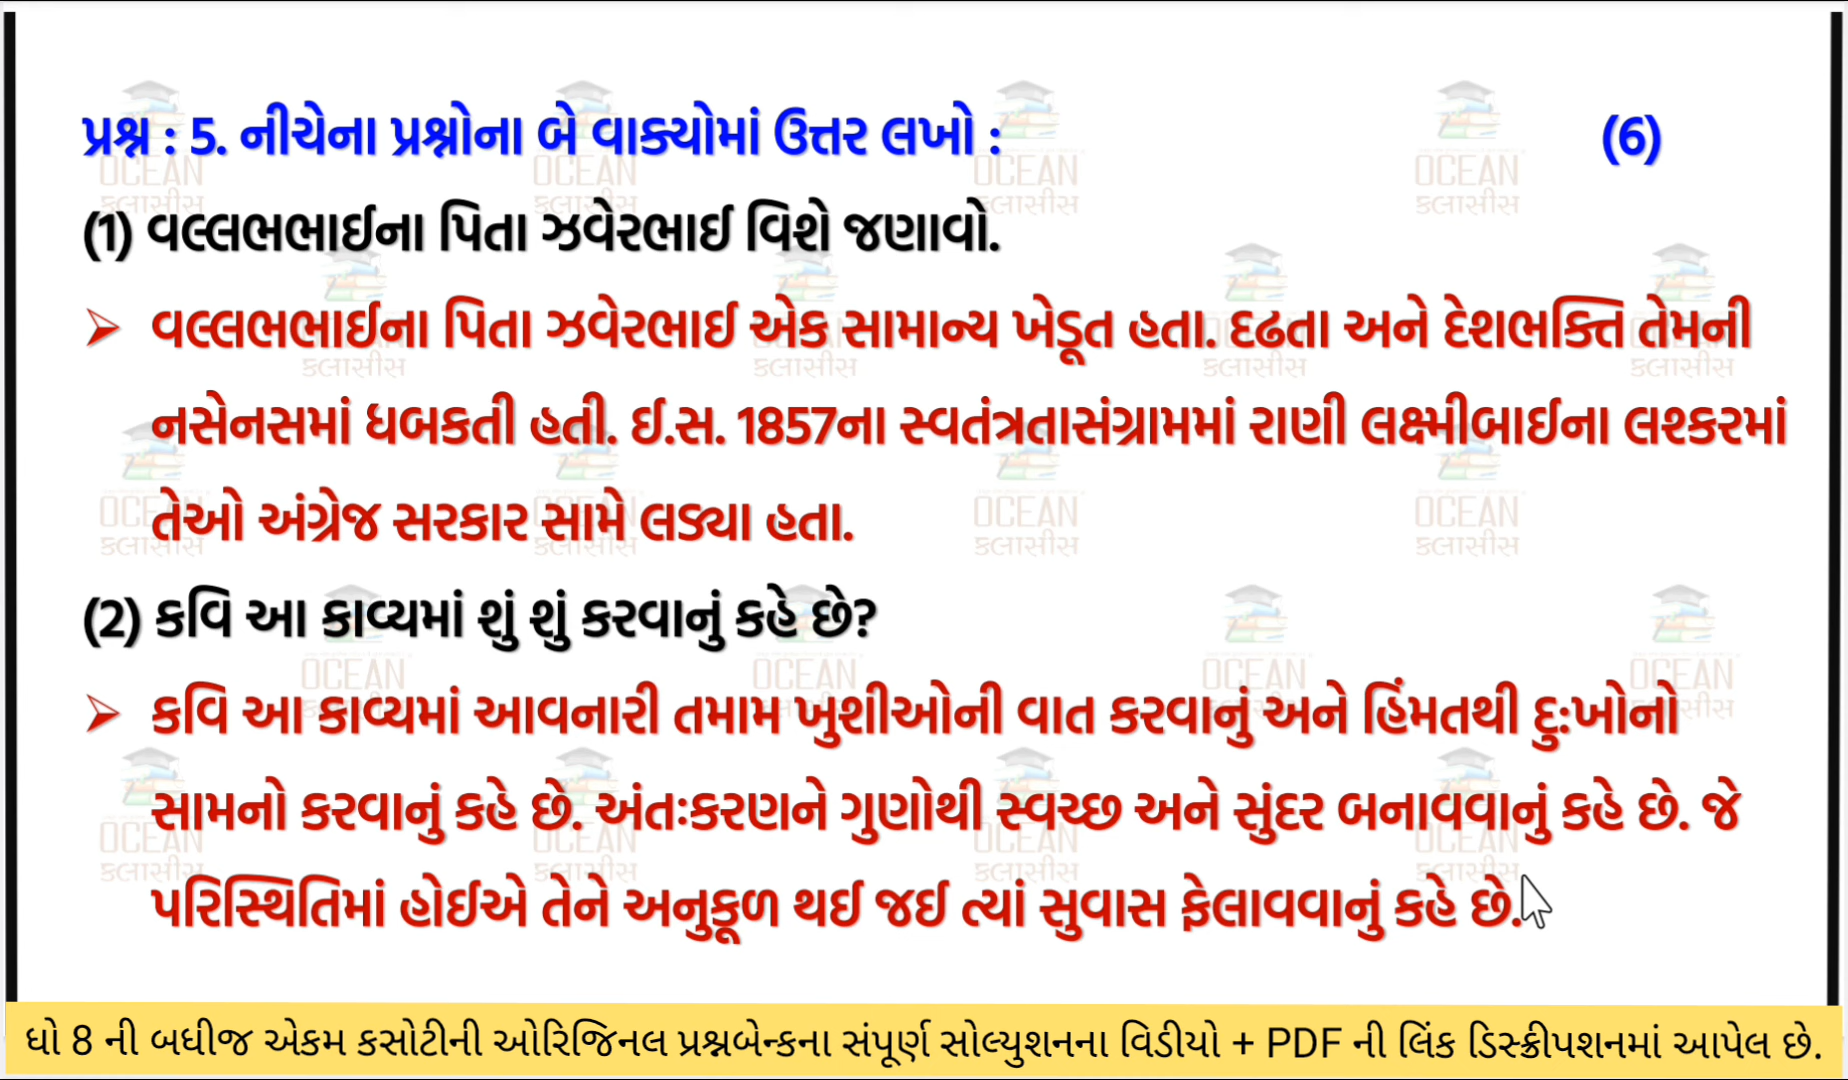 પ્રશ્ન : 5. નીચેના પ્રશ્નોના બે વાક્યોમાં ઉત્તર લખો : (6)
(1) વલ્લભભાઈના પિતા ઝવેરભાઈ વિશે જણાવો.
➢ વલ્લભભાઈના પિતા ઝવેરભાઈ એક સામાન્ય ખેડૂત હતા. દઢતા અને દેશભક્તિ તેમની
નસેનસમાં ધબકતી હતી. ઈ.સ. 1857ના સ્વતંત્રતાસંગ્રામમાં રાણી લક્ષ્મીબાઈના લશ્કરમાં
તેઓ અંગ્રેજ સરકાર સામે લડ્યા હતા.
(2) કવિ આ કાવ્યમાં શું શું કરવાનું કહે છે?
➢ કવિ આ કાવ્યમાં આવનારી તમામ ખુશીઓની વાત કરવાનું અને હિંમતથી દુ:ખોનો
સામનો કરવાનું કહે છે. અંતઃકરણને ગુણોથી સ્વચ્છ અને સુંદર બનાવવાનું કહે છે. જે
પરિસ્થિતિમાં હોઈએ તેને અનુકૂળ થઈ જઈ ત્યાં સુવાસ ફેલાવવાનું કહે છે.
ધો 8 ની બધીજ એકમ કસોટીની ઓરિજિનલ પ્રશ્નબેન્કના સંપૂર્ણ સોલ્યુશનના વિડીયો + PDF ની લિંક ડિસ્ક્રીપશનમાં આપેલ છે.
OCEAN
ક્લાસીસ